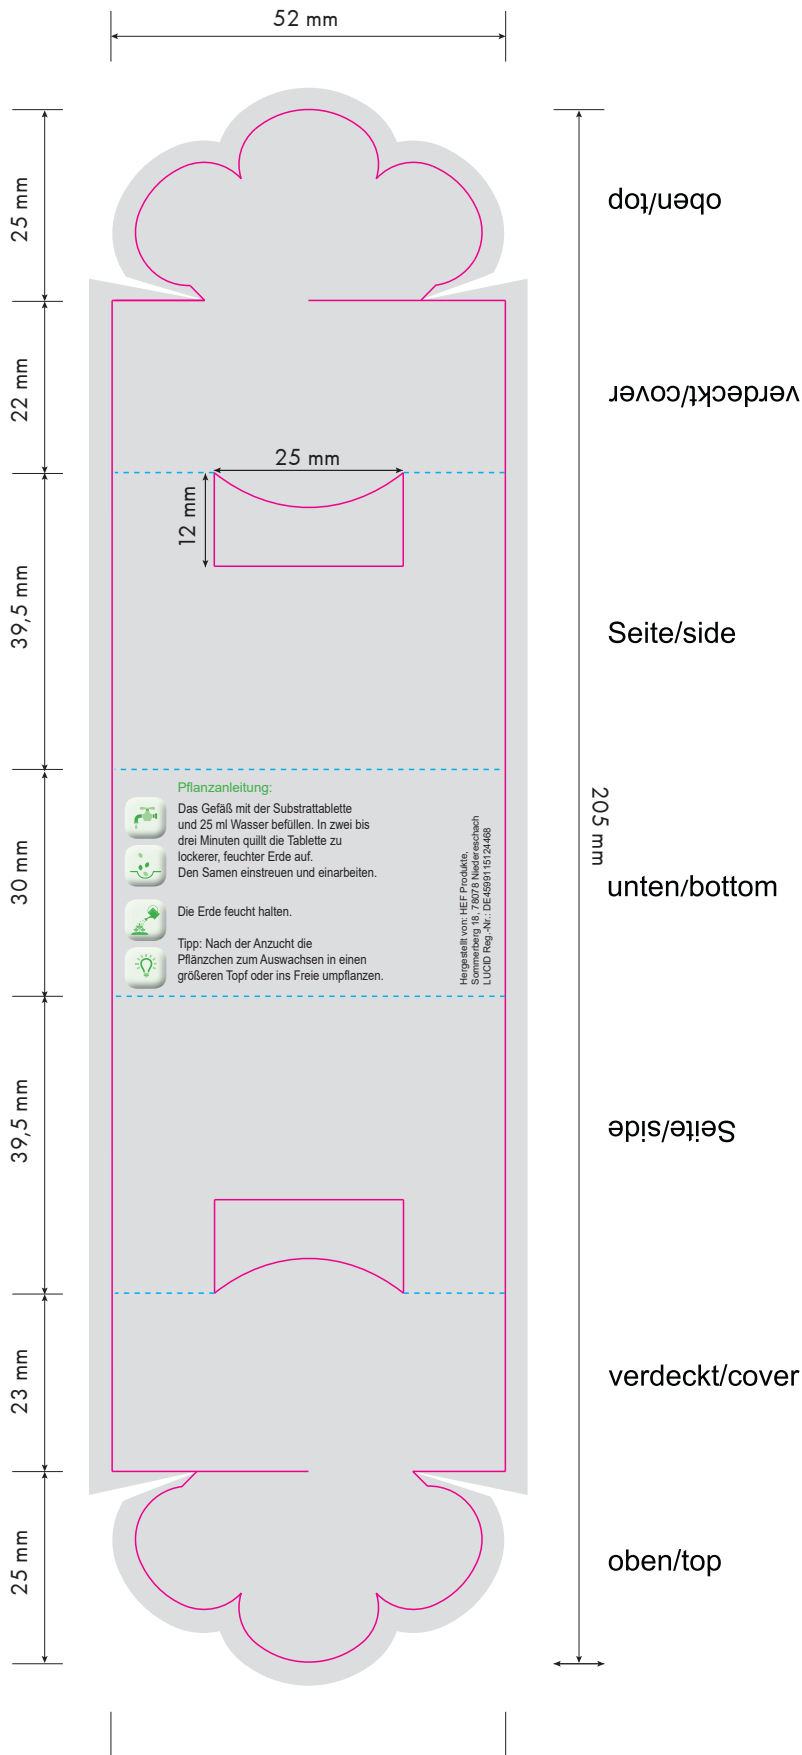 52 mm
25 mm
oben/top
22 mm
verdeckt/cover
25 mm
12 mm
39,5 mm
Seite/side
205 mm
30 mm
Pflanzanleitung:
Das Gefäß mit der Substrattablette
und 25 ml Wasser befüllen. In zwei bis
drei Minuten quillt die Tablette zu
lockerer, feuchter Erde auf.
Den Samen einstreuen und einarbeiten.
Die Erde feucht halten.
Tipp: Nach der Anzucht die
Pflänzchen zum Auswachsen in einen
größeren Topf oder ins Freie umpflanzen.
Hergestellt von: HEF Produkte,
Sommerberg 18, 78078 Niedereschach
LUCID Reg.-Nr.: DE4599115124468
unten/bottom
39,5 mm
Seite/side
23 mm
verdeckt/cover
25 mm
oben/top